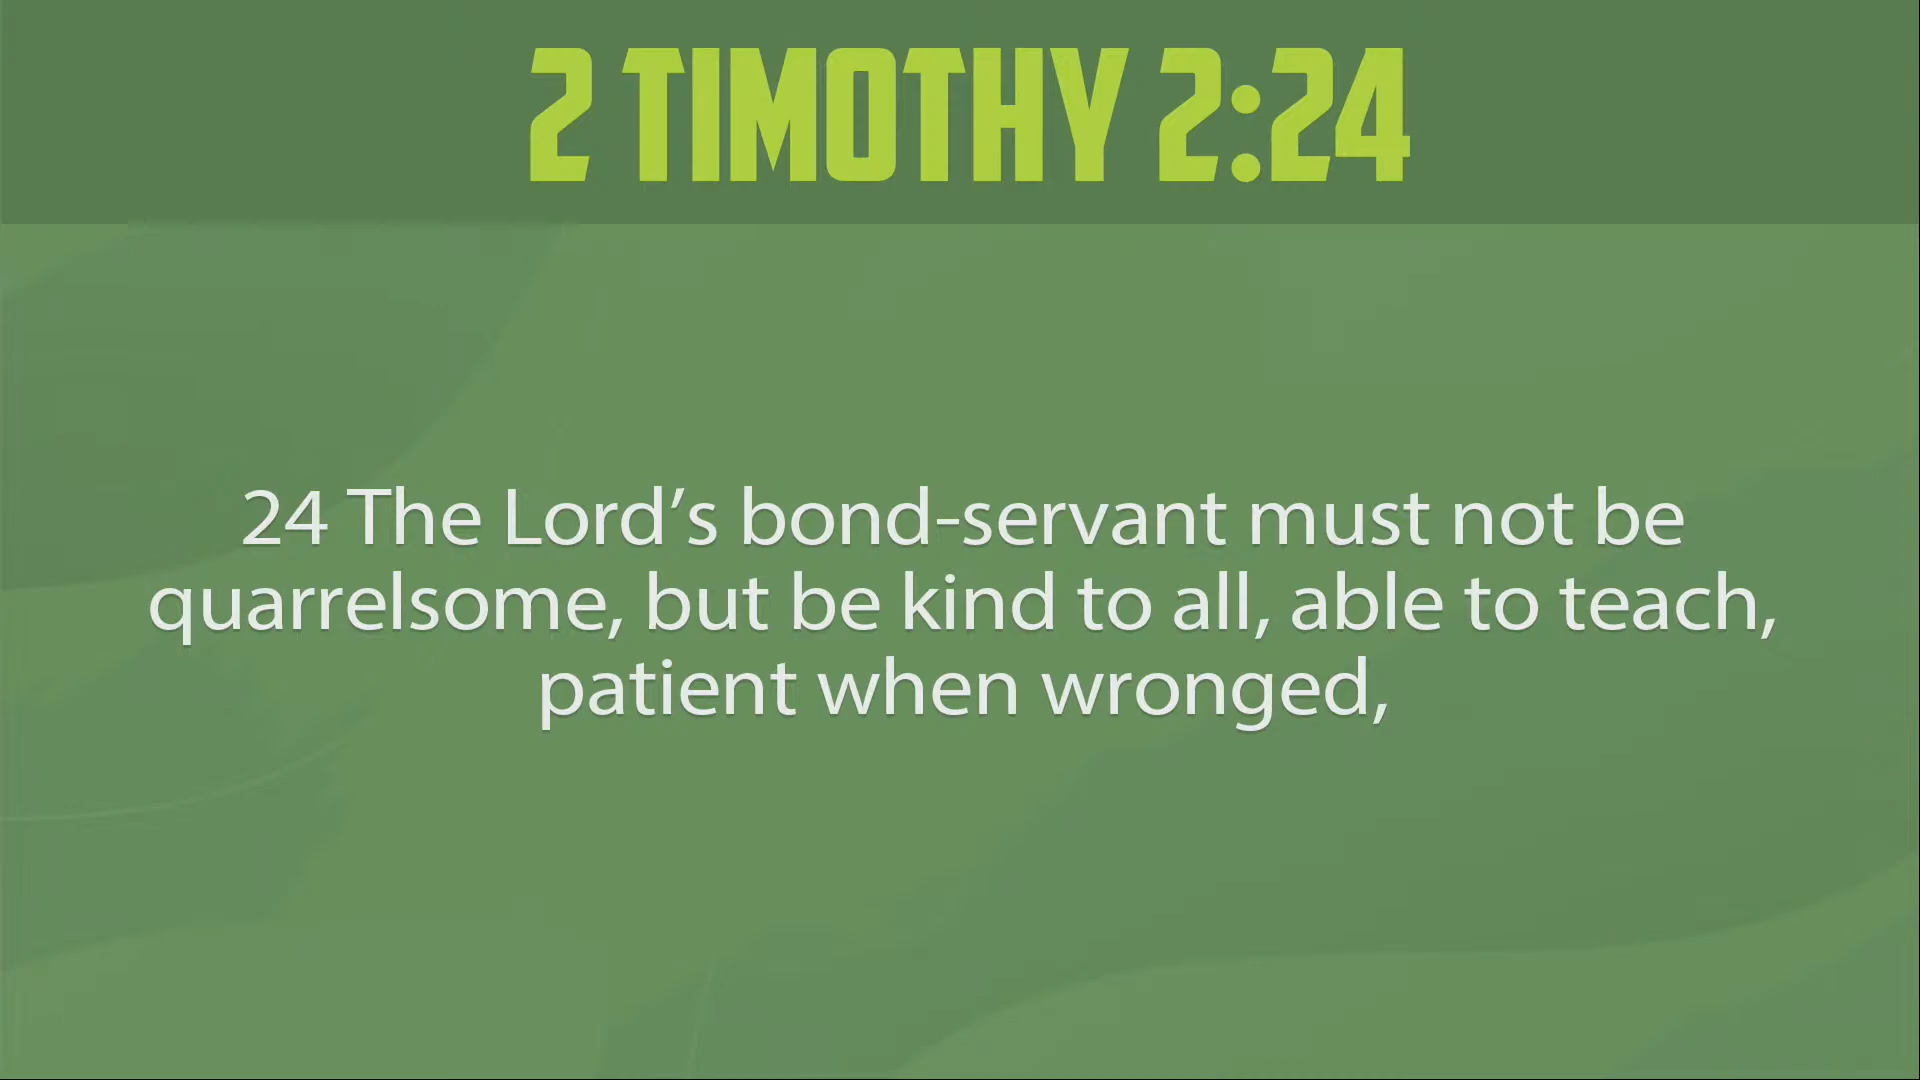 2 TIMOTHY 2:24
24 The Lord’s bond-servant must not be
quarrelsome, but be kind to all, able to teach,
patient when wronged,